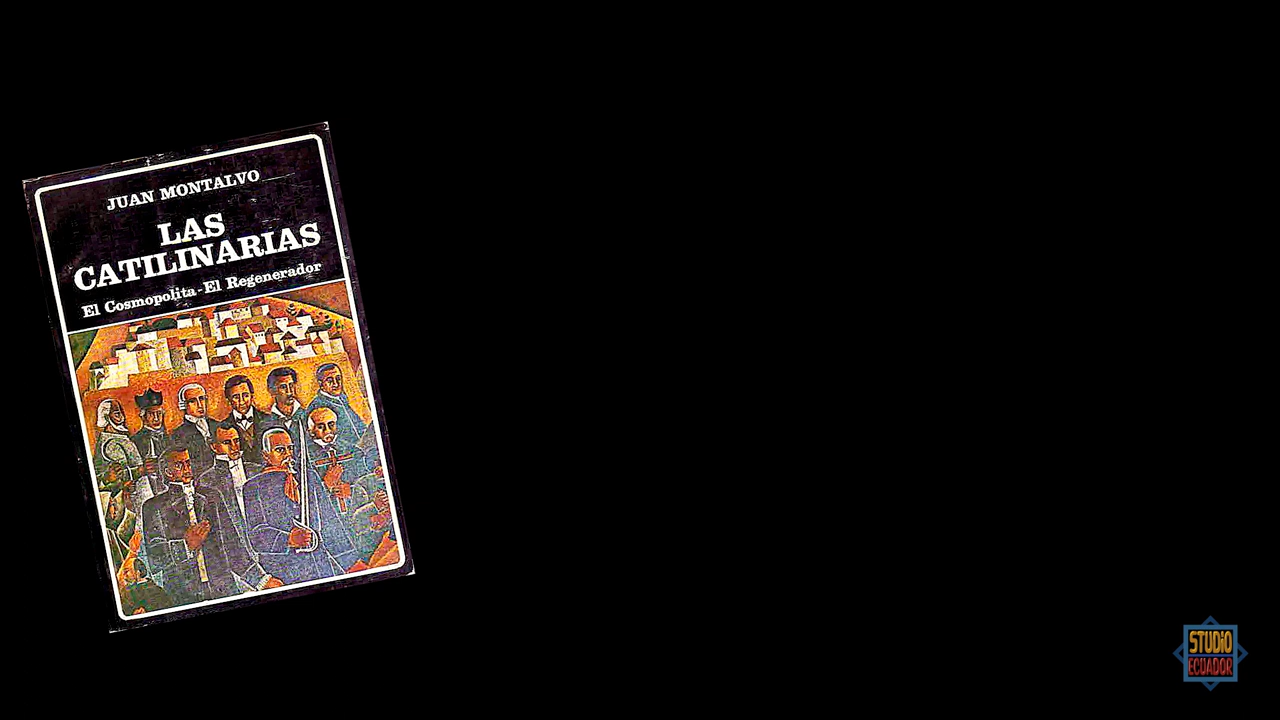 JUAN MONTALVO
LAS
CATILINARIAS
El Cosmopolita-El Regenerador
STUDiO
ECUADOR